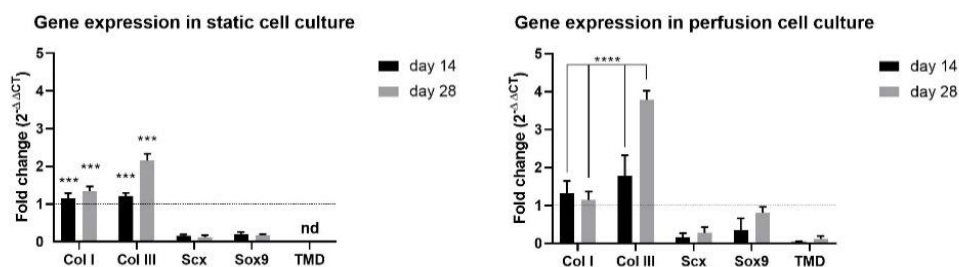 Gene expression in static cell culture
Fold change (2-ΔΔCT)
5
4
3
2
1
0
*** *** *** ***
nd
Col I Col III Scx Sox9 TMD
day 14
day 28
Gene expression in perfusion cell culture
Fold change (2-ΔΔCT)
5
4
3
2
1
0
****
Col I Col III Scx Sox9 TMD
day 14
day 28